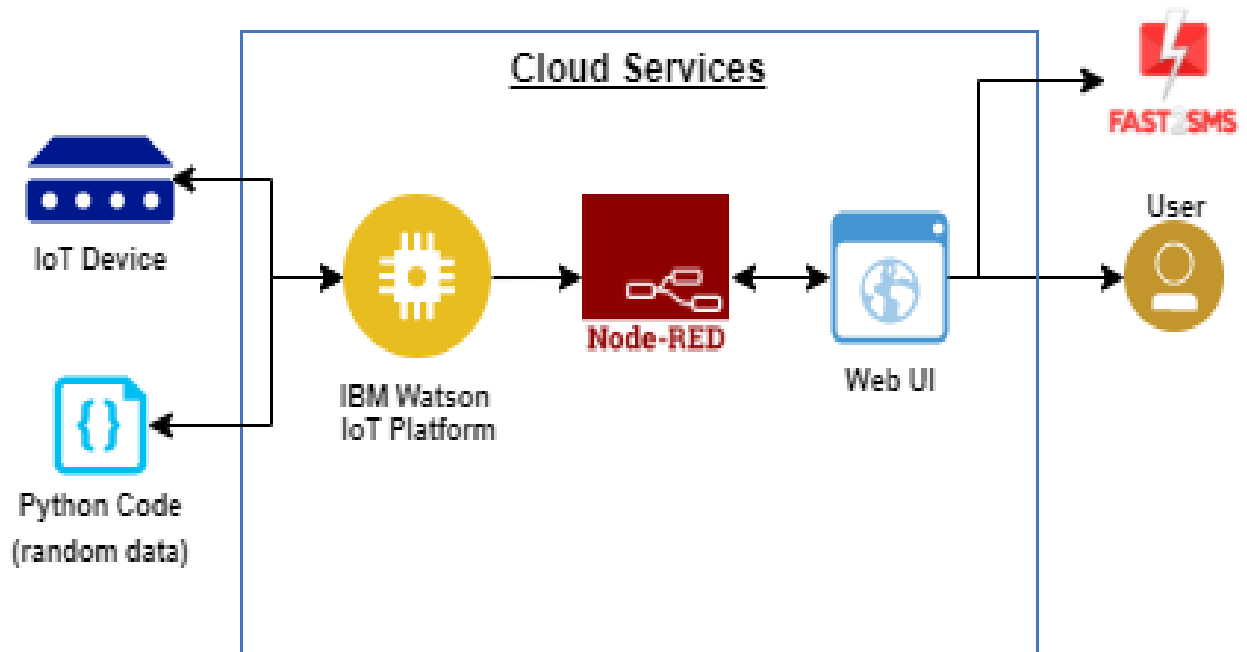 Cloud Services
FAST2SMS
IoT Device
User
Node-RED
Web UI
IBM Watson
IoT Platform
Python Code
(random data)
{ }